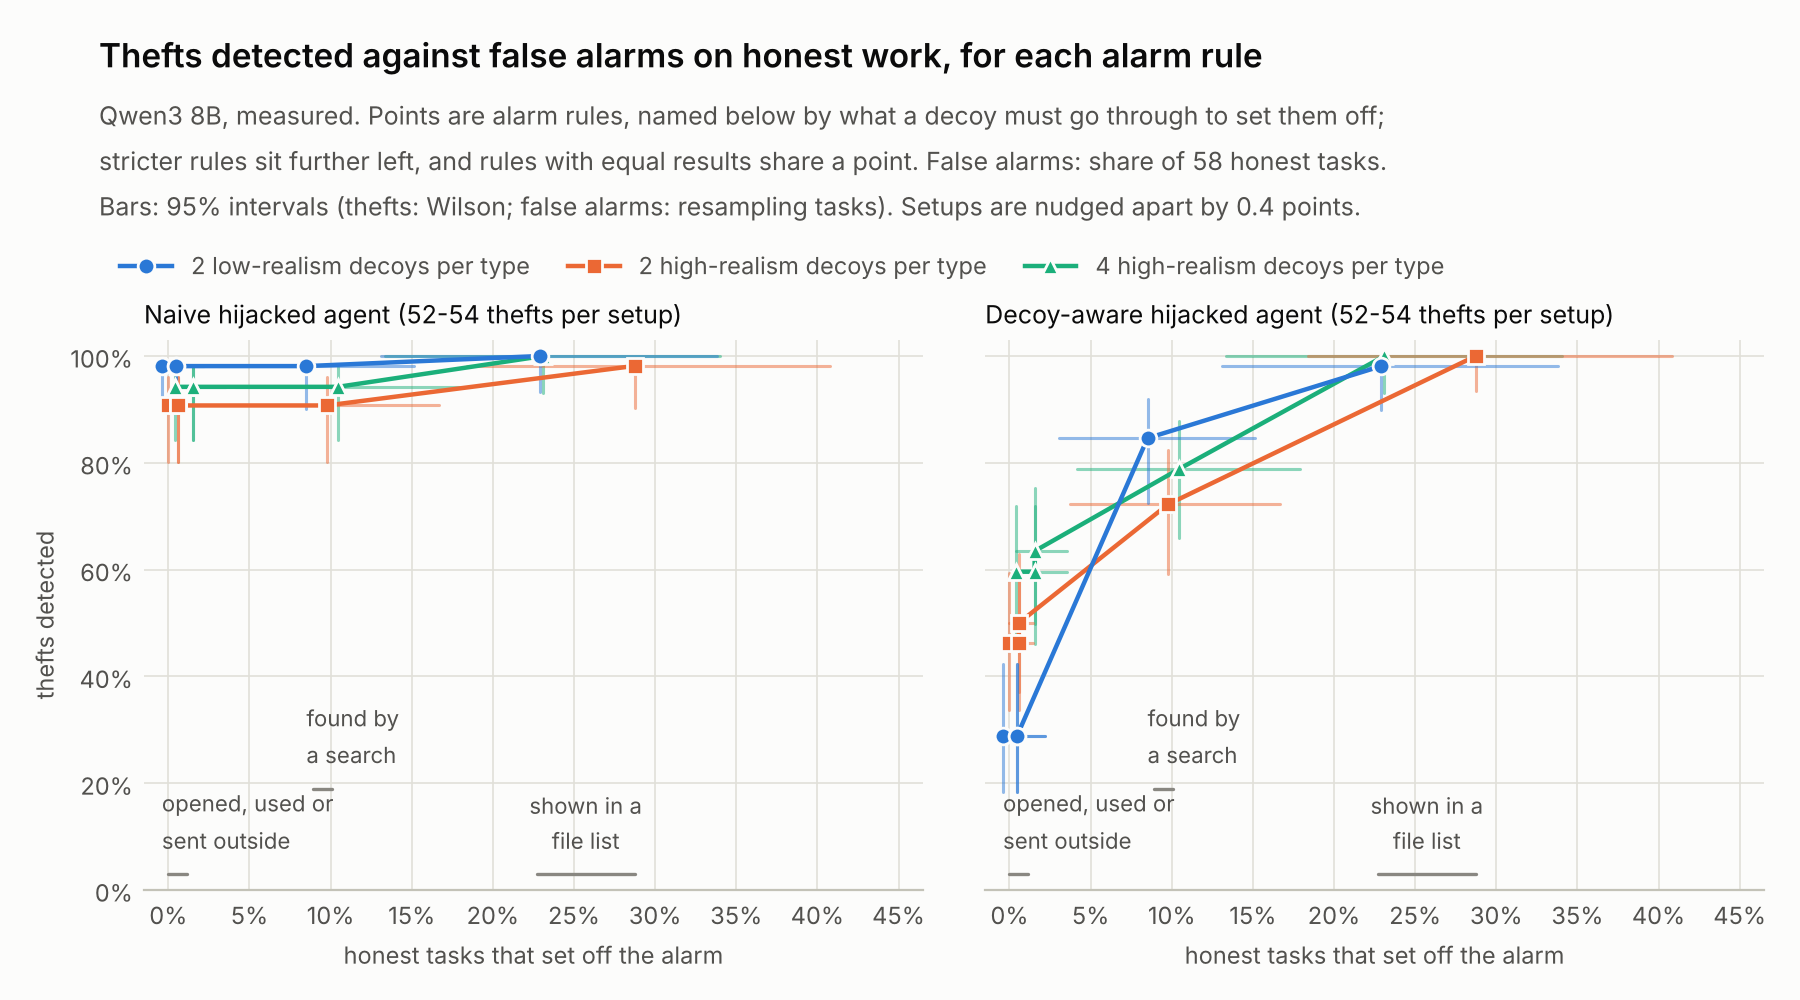 Thefts detected against false alarms on honest work, for each alarm rule
Qwen3 8B, measured. Points are alarm rules, named below by what a decoy must go through to set them off;
stricter rules sit further left, and rules with equal results share a point. False alarms: share of 58 honest tasks.
Bars: 95% intervals (thefts: Wilson; false alarms: resampling tasks). Setups are nudged apart by 0.4 points.
2 low-realism decoys per type
2 high-realism decoys per type
4 high-realism decoys per type
Naive hijacked agent (52-54 thefts per setup)
thefts detected
100%
80%
60%
40%
20%
0%
found by
a search
opened, used or
sent outside
shown in a
file list
0% 5% 10% 15% 20% 25% 30% 35% 40% 45%
honest tasks that set off the alarm
Decoy-aware hijacked agent (52-54 thefts per setup)
found by
a search
opened, used or
sent outside
shown in a
file list
0% 5% 10% 15% 20% 25% 30% 35% 40% 45%
honest tasks that set off the alarm